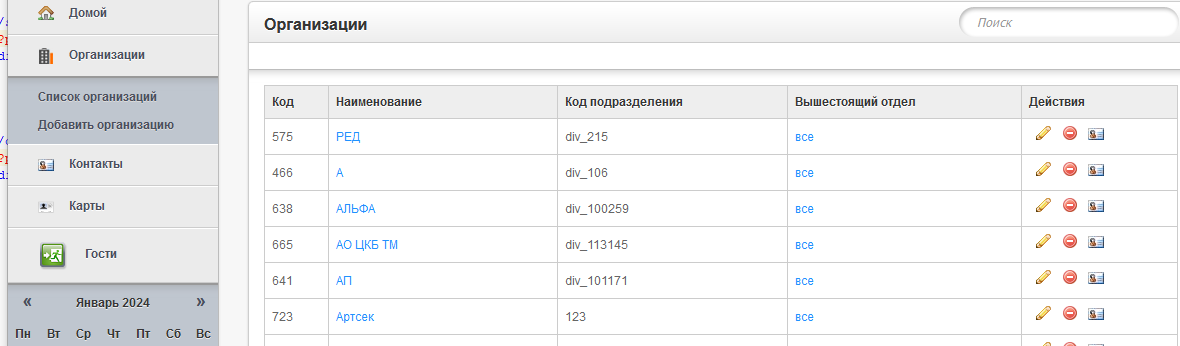 Домой
Организации
Список организаций
Добавить организацию
Контакты
Карты
Гости
« Январь 2024 »
Пн Вт Ср Чт Пт Сб Вс
Организации
Поиск
Код Наименование Код подразделения Вышестоящий отдел Действия
575 РЕД div_215 все
466 А div_106 все
638 АЛЬФА div_100259 все
665 АО ЦКБ ТМ div_113145 все
641 АП div_101171 все
723 Артсек 123 все